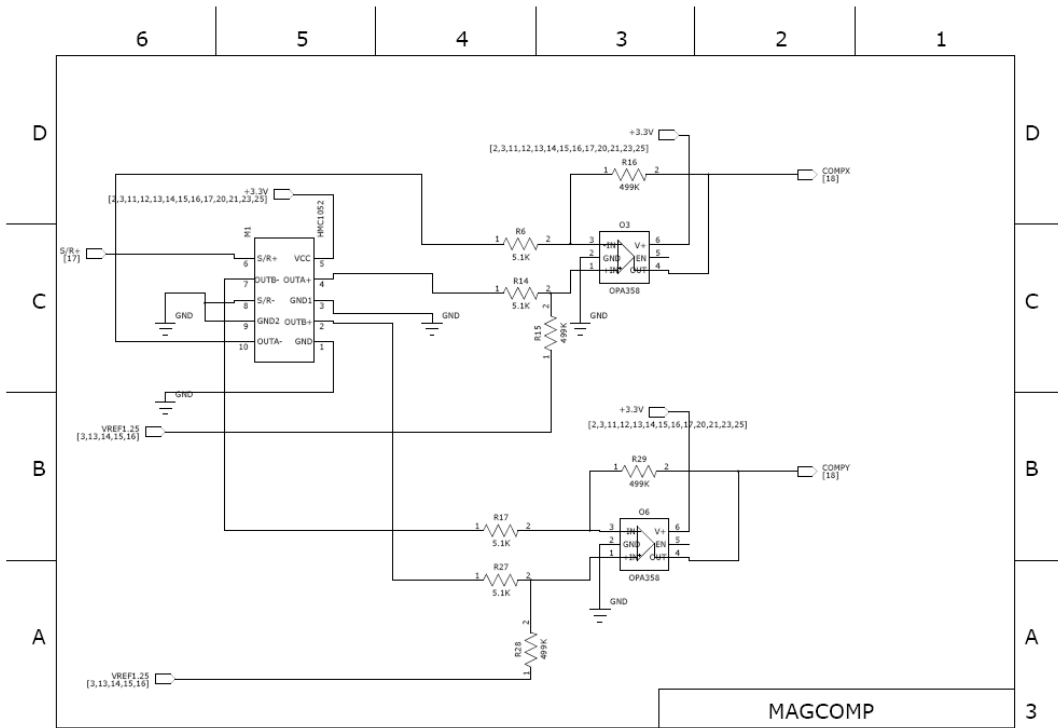 6 5 4 3 2 1
D D
+3.3V
[2,3,11,12,13,14,15,16,17,20,21,23,25]
R16
1 2
499K
COMPX
[18]
+3.3V
[2,3,11,12,13,14,15,16,17,20,21,23,25]
M1
HMC1052
S/R+
[17]
6 S/R+ VCC 5
7 OUTB- OUTA+ 4
8 S/R- GND1 3
9 GND2 OUTB+ 2
10 OUTA- GND 1
GND
GND
GND
R6
1 2
5.1K
R14
1 2
5.1K
O3
3 -IN V+ 6
2 GND EN 5
1 +IN OUT 4
OPA358
GND
2
R15
499K
1
C C
VREF1.25
[3,13,14,15,16]
+3.3V
[2,3,11,12,13,14,15,16,17,20,21,23,25]
R29
1 2
499K
COMPY
[18]
B B
R17
1 2
5.1K
O6
3 IN V+ 6
2 GND EN 5
1 +IN OUT 4
OPA358
R27
1 2
5.1K
GND
2
R28
499K
1
A A
VREF1.25
[3,13,14,15,16]
MAGCOMP 3